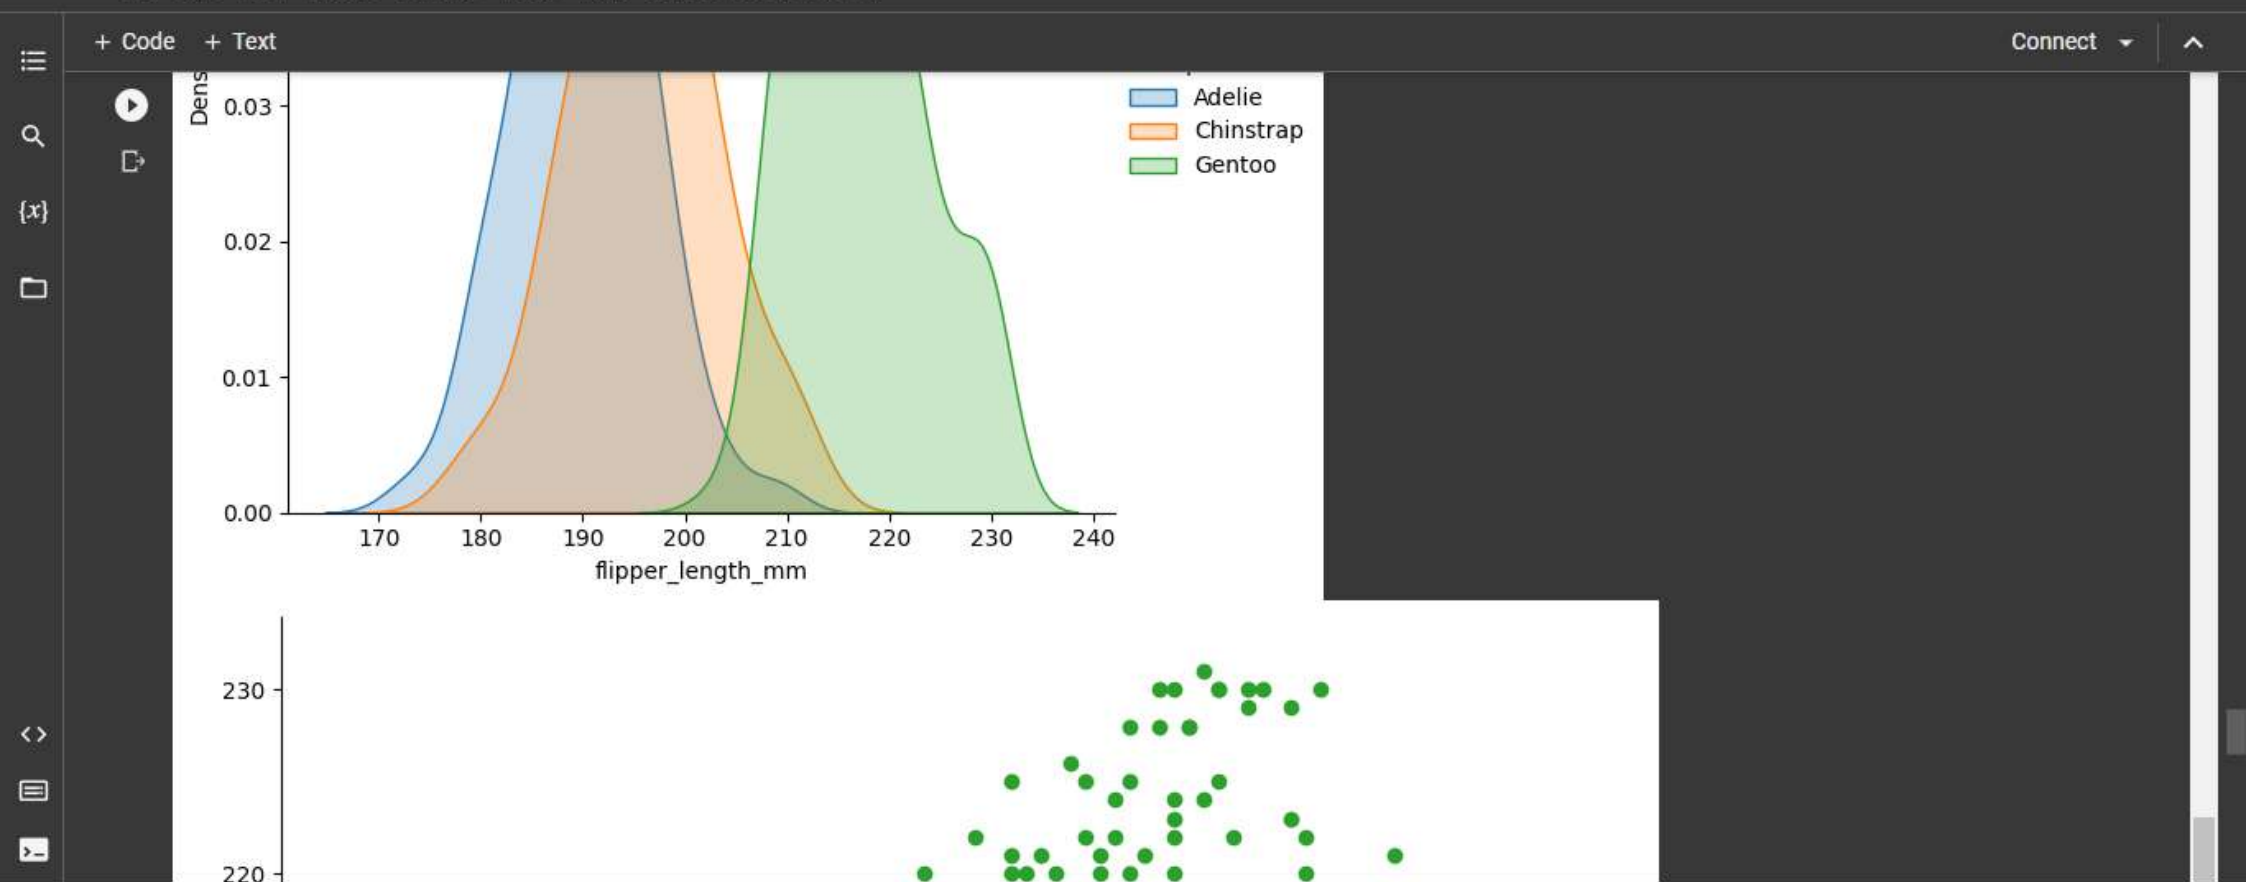 + Code + Text Connect
Dens
0.03
0.02
0.01
0.00
Adelie
Chinstrap
Gentoo
{x}
170 180 190 200 210 220 230 240
flipper_length_mm
230
220